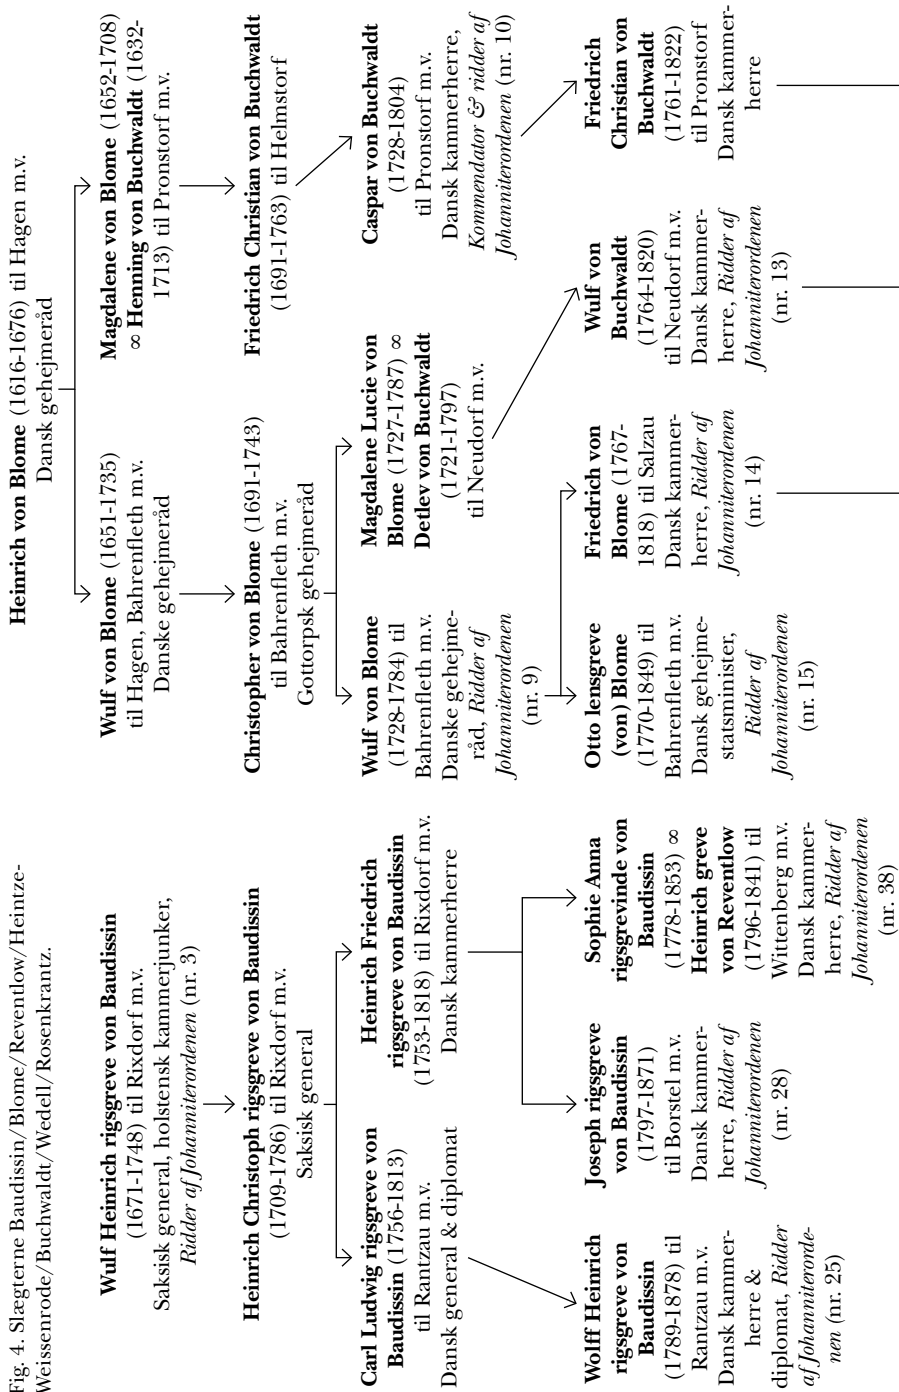 Fig. 4. Slægterne Baudissin/Blome/Reventlow/Heintze-
Weissenrode/Buchwaldt/Wedell/Rosenkrantz.
Wulf Heinrich rigsgreve von Baudissin
(1671-1748) til Rixdorf m.v.
Saksisk general, holstensk kammerjunker,
Ridder af Johanniterordenen (nr. 3)
Heinrich Christoph rigsgreve von Baudissin
(1709-1786) til Rixdorf m.v.
Saksisk general
Carl Ludwig rigsgreve von
Baudissin (1756-1813)
til Rantzau m.v.
Dansk general & diplomat
Heinrich Friedrich
rigsgreve von Baudissin
(1753-1818) til Rixdorf m.v.
Dansk kammerherre
Wolff Heinrich
rigsgreve von
Baudissin
(1789-1878) til
Rantzau m.v.
Dansk kammer-
herre &
diplomat, Ridder
af Johanniterorde-
nen (nr. 25)
Joseph rigsgreve
von Baudissin
(1797-1871)
til Borstel m.v.
Dansk kammer-
herre, Ridder af
Johanniterordenen
(nr. 28)
Sophie Anna
rigsgrevinde von
Baudissin
(1778-1853) ∞
Heinrich greve
von Reventlow
(1796-1841) til
Wittenberg m.v.
Dansk kammer-
herre, Ridder af
Johanniterordenen
(nr. 38)
Heinrich von Blome (1616-1676) til Hagen m.v.
Dansk gehejmeråd
Wulf von Blome (1651-1735)
til Hagen, Bahrenfleth m.v.
Danske gehejmeråd
Magdalene von Blome (1652-1708)
∞ Henning von Buchwaldt (1632-
1713) til Pronstorf m.v.
Christopher von Blome (1691-1743)
til Bahrenfleth m.v.
Gottorpsk gehejmeråd
Friedrich Christian von Buchwaldt
(1691-1763) til Helmstorf
Wulf von Blome
(1728-1784) til
Bahrenfleth m.v.
Danske gehejme-
råd, Ridder af
Johanniterordenen
(nr. 9)
Magdalene Lucie von
Blome (1727-1787) ∞
Detlev von Buchwaldt
(1721-1797)
til Neudorf m.v.
Caspar von Buchwaldt
(1728-1804)
til Pronstorf m.v.
Dansk kammerherre,
Kommendator & ridder af
Johanniterordenen (nr. 10)
Otto lensgreve
(von) Blome
(1770-1849) til
Bahrenfleth m.v.
Dansk gehejme-
statsminister,
Ridder af
Johanniterordenen
(nr. 15)
Friedrich von
Blome (1767-
1818) til Salzau
Dansk kammer-
herre, Ridder af
Johanniterordenen
(nr. 14)
Wulf von
Buchwaldt
(1764-1820)
til Neudorf m.v.
Dansk kammer-
herre, Ridder af
Johanniterordenen
(nr. 13)
Friedrich
Christian von
Buchwaldt
(1761-1822)
til Pronstorf
Dansk kammer-
herre